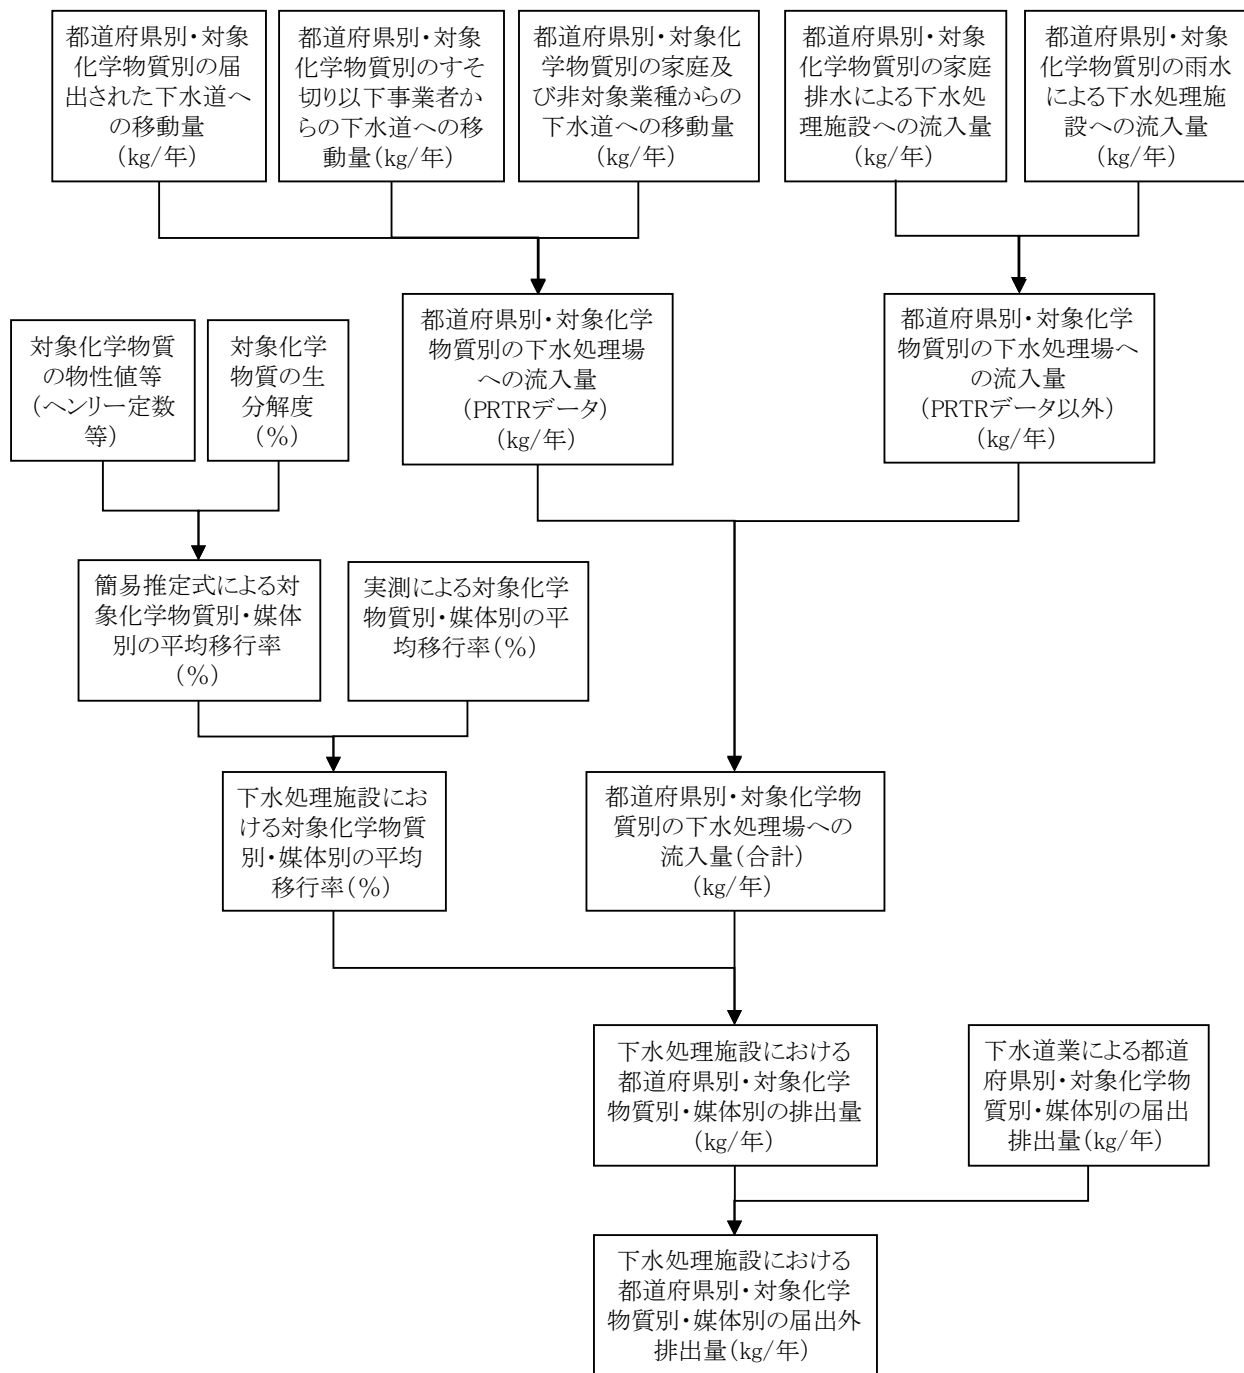 都道府県別・対象
化学物質別の届
出された下水道へ
の移動量
(kg/年)
都道府県別・対象
化学物質別のすそ
切り以下事業者か
らの下水道への移
動量(kg/年)
都道府県別・対象化
学物質別の家庭及
び非対象業種からの
下水道への移動量
(kg/年)
都道府県別・対象
化学物質別の家庭
排水による下水処
理施設への流入量
(kg/年)
都道府県別・対象
化学物質別の雨水
による下水処理施
設への流入量
(kg/年)
対象化学物質
の物性値等
(ヘンリー定数
等)
対象化学
物質の生
分解度
(%)
都道府県別・対象化学
物質別の下水処理場
への流入量
(PRTRデータ)
(kg/年)
都道府県別・対象化学
物質別の下水処理場へ
の流入量
(PRTRデータ以外)
(kg/年)
簡易推定式による対
象化学物質別・媒体
別の平均移行率
(%)
実測による対象化学
物質別・媒体別の平
均移行率(%)
下水処理施設にお
ける対象化学物質
別・媒体別の平均
移行率(%)
都道府県別・対象化学物
質別の下水処理場への
流入量(合計)
(kg/年)
下水処理施設における
都道府県別・対象化学
物質別・媒体別の排出量
(kg/年)
下水道業による都道
府県別・対象化学物
質別・媒体別の届出
排出量(kg/年)
下水処理施設における
都道府県別・対象化学
物質別・媒体別の届出外
排出量(kg/年)